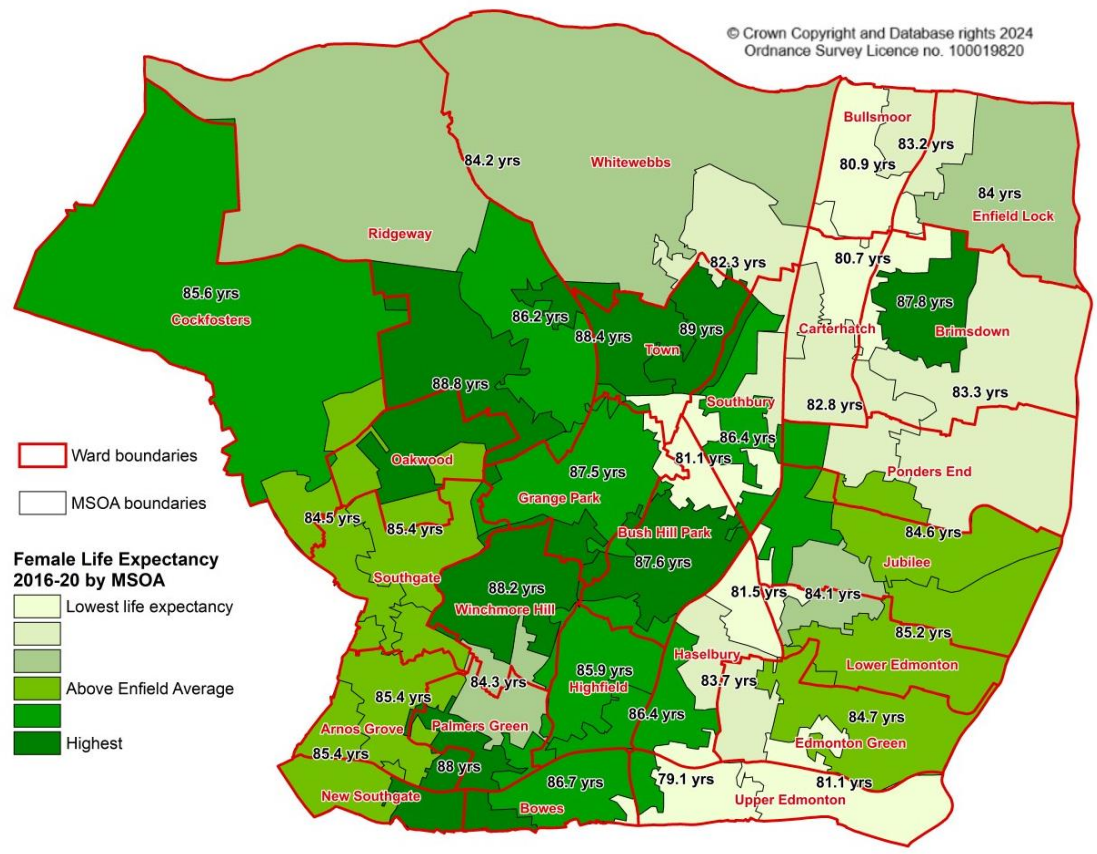 © Crown Copyright and Database rights 2024
Ordnance Survey Licence no. 100019820
Bullsmoor
83.2 yrs
80.9 yrs
84.2 yrs
Whitewebbs
84 yrs
Enfield Lock
Ridgeway
82.3 yrs
80.7 yrs
85.6 yrs
Cockfosters
86.2 yrs
87.8 yrs
88.4 yrs
89 yrs
Carterhatch
Brimsdown
Town
88.8 yrs
83.3 yrs
Southbury
82.8 yrs
86.4 yrs
Ward boundaries
Oakwood
81.1 yrs
87.5 yrs
Ponders End
Grange Park
MSOA boundaries
84.5 yrs
85.4 yrs
Bush Hill Park
84.6 yrs
87.6 yrs
Jubilee
Female Life Expectancy
2016-20 by MSOA
Southgate
88.2 yrs
81.5 yrs
84.1 yrs
Lowest life expectancy
Winchmore Hill
85.2 yrs
Haselbury
Lower Edmonton
85.9 yrs
84.3 yrs
83.7 yrs
Above Enfield Average
Highfield
85.4 yrs
86.4 yrs
84.7 yrs
Arnos Grove
Palmers Green
Highest
Edmonton Green
85.4 yrs
88 yrs
86.7 yrs
79.1 yrs
81.1 yrs
New Southgate
Bowes
Upper Edmonton